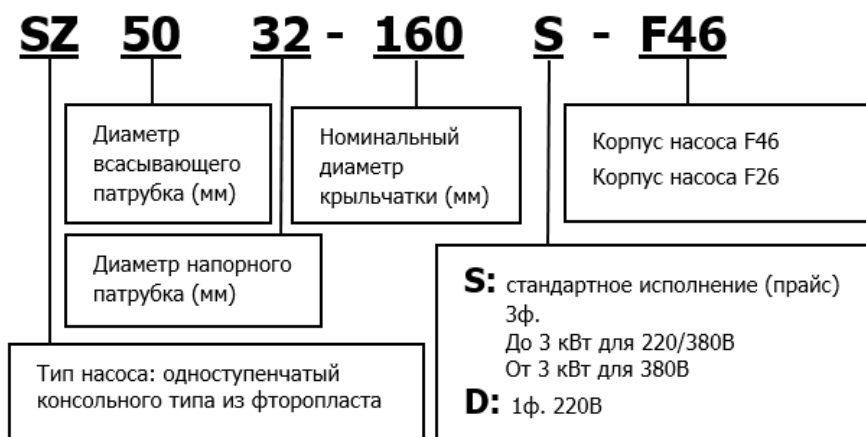 SZ 50 32 - 160 S - F46
Диаметр
всасывающего
патрубка (мм)
Номинальный
диаметр
крыльчатки (мм)
Корпус насоса F46
Корпус насоса F26
Диаметр напорного
патрубка (мм)
S: стандартное исполнение (прайс)
3ф.
До 3 кВт для 220/380В
От 3 кВт для 380В
D: 1ф. 220В
Тип насоса: одноступенчатый
консольного типа из фторопласта